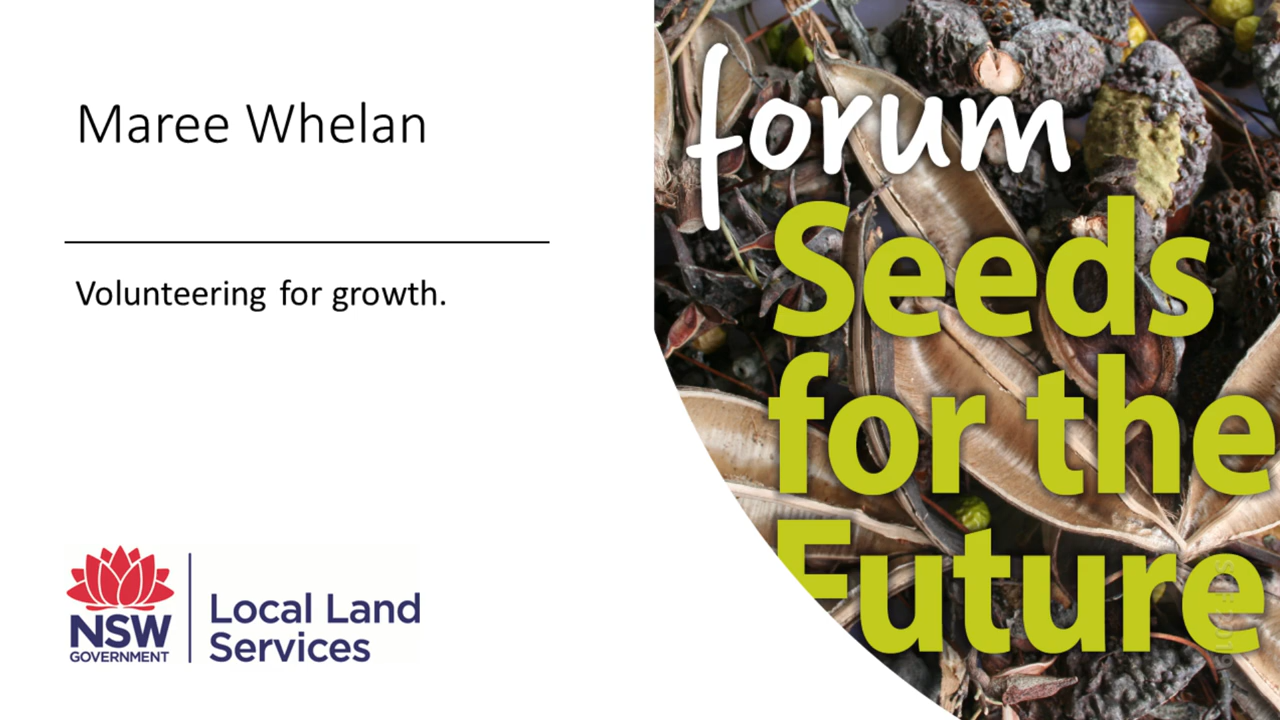 Maree Whelan
Volunteering for growth.
NSW
GOVERNMENT
Local Land
Services
forum
Seeds
for the
Future